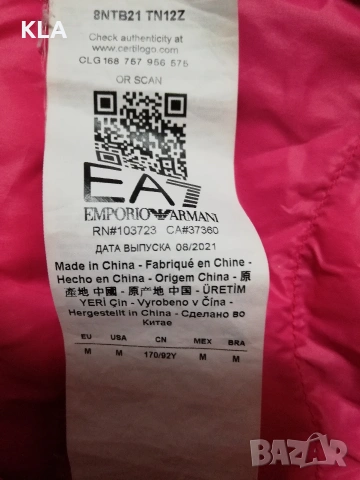 KLA
8NTB21 TN12Z
Check authenticity at
www.certilogo.com
CLG 168 757 956 575
OR SCAN
EA7
EMPORIO ARMANI
RN#103723 CA#37360
ДАТА ВЫПУСКА 08/2021
Made in China - Fabriqué en Chine -
Hecho en China - Origem China - 原
產地 中國 - 原产地 中国 - ÜRETİM
YERİ Çin - Vyrobeno v Čína -
Hergestellt in China - Сделано во
Китае
EU USA CN MEX BRA
M M 170/92Y M M
BAZAR